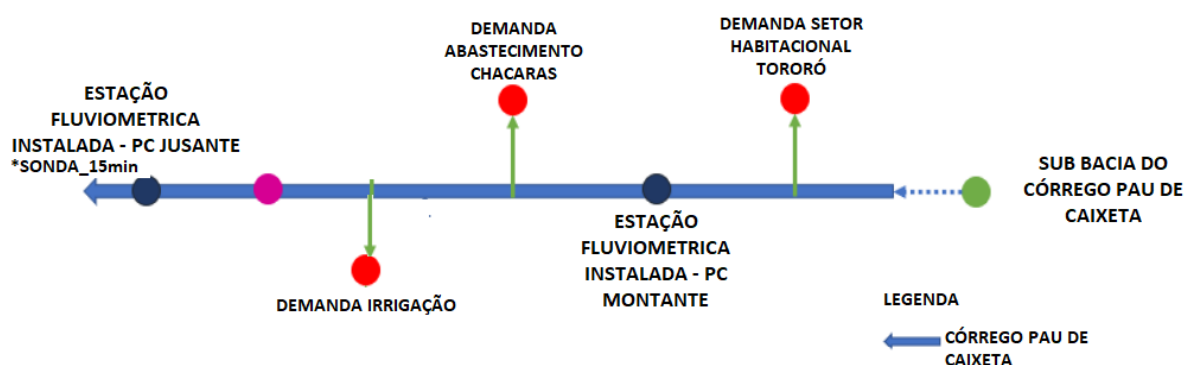 DEMANDA
ABASTECIMENTO
CHACARAS
DEMANDA SETOR
HABITACIONAL
TORORÓ
ESTAÇÃO
FLUVIOMETRICA
INSTALADA - PC JUSANTE
*SONDA_15min
SUB BACIA DO
CÓRREGO PAU DE
CAIXETA
ESTAÇÃO
FLUVIOMETRICA
INSTALADA - PC
MONTANTE
DEMANDA IRRIGAÇÃO
LEGENDA
CÓRREGO PAU DE
CAIXETA